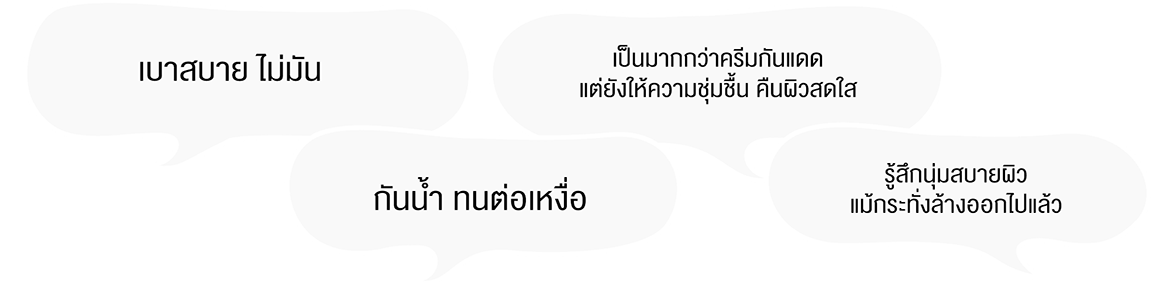 เบาสบาย ไม่มัน
เป็นมากกว่าครีมกันแดด
แต่ยังให้ความชุ่มชื้น คืนผิวสดใส
กันน้ำ ทนต่อเหงื่อ
รู้สึกนุ่มสบายผิว
แม้กระทั่งล้างออกไปแล้ว